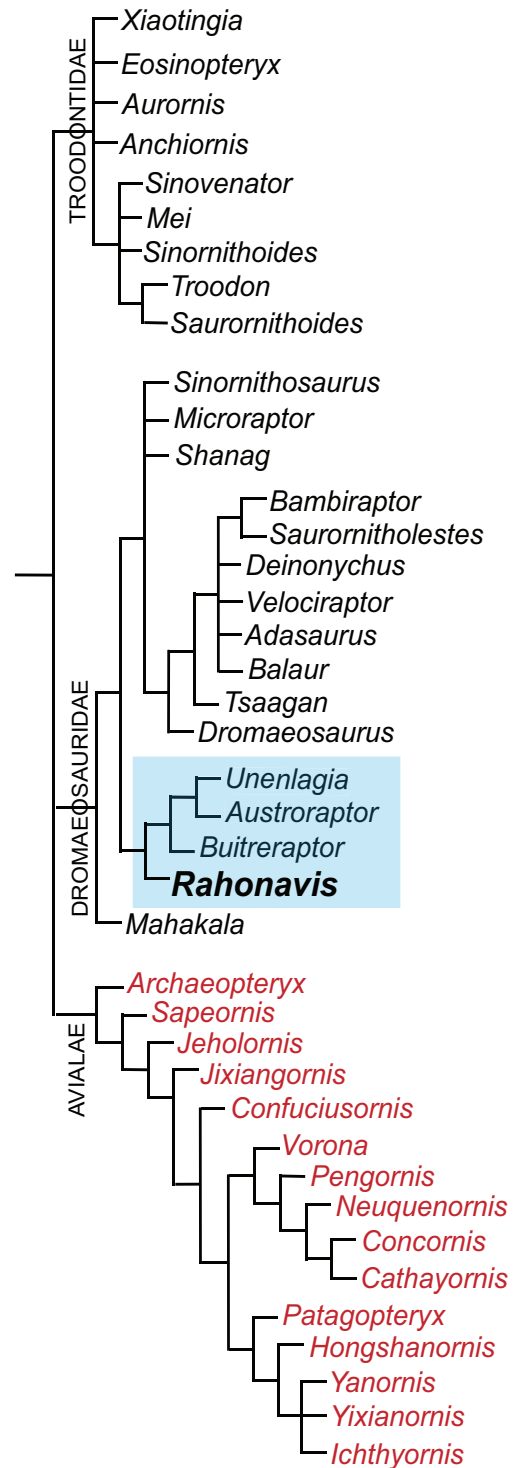 Xiaotingia
Eosinopteryx
Aurornis
Anchiornis
TROODONTIDAE
Sinovenator
Mei
Sinornithoides
Troodon
Saurornithoides
Sinornithosaurus
Microraptor
Shanag
Bambiraptor
Saurornitholestes
Deinonychus
Velociraptor
Adasaurus
Balaur
Tsaagan
Dromaeosaurus
DROMAEOSAURIDAE
Unenlagia
Austroraptor
Buitreraptor
Rahonavis
Mahakala
Archaeopteryx
Sapeornis
Jeholornis
AVIALAE
Jixiangornis
Confuciusornis
Vorona
Pengornis
Neuquenornis
Concornis
Cathayornis
Patagopteryx
Hongshanornis
Yanornis
Yixianornis
Ichthyornis